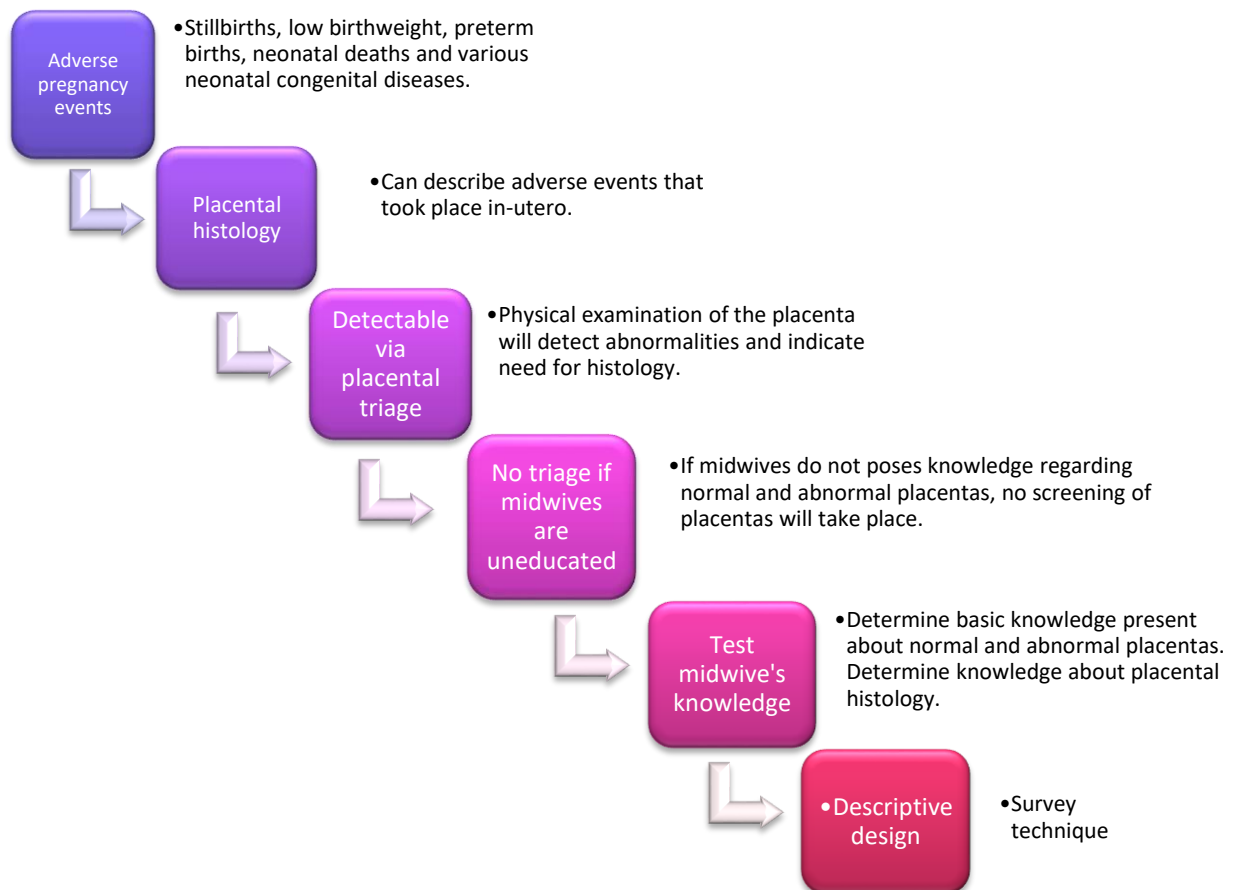 Adverse
pregnancy
events
•Stillbirths, low birthweight, preterm
births, neonatal deaths and various
neonatal congenital diseases.
Placental
histology
•Can describe adverse events that
took place in-utero.
Detectable
via
placental
triage
•Physical examination of the placenta
will detect abnormalities and indicate
need for histology.
No triage if
midwives
are
uneducated
•If midwives do not poses knowledge regarding
normal and abnormal placentas, no screening of
placentas will take place.
Test
midwive's
knowledge
•Determine basic knowledge present
about normal and abnormal placentas.
Determine knowledge about placental
histology.
•Descriptive
design
•Survey
technique